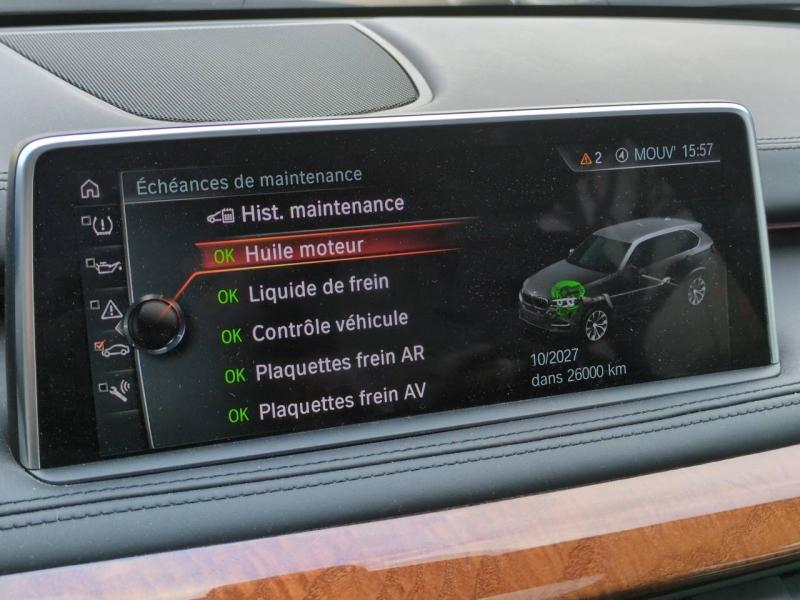 2 MOUV' 15:57
Échéances de maintenance
Hist. maintenance
OK Huile moteur
OK Liquide de frein
OK Contrôle véhicule
OK Plaquettes frein AR
OK Plaquettes frein AV
10/2027
dans 26000 km